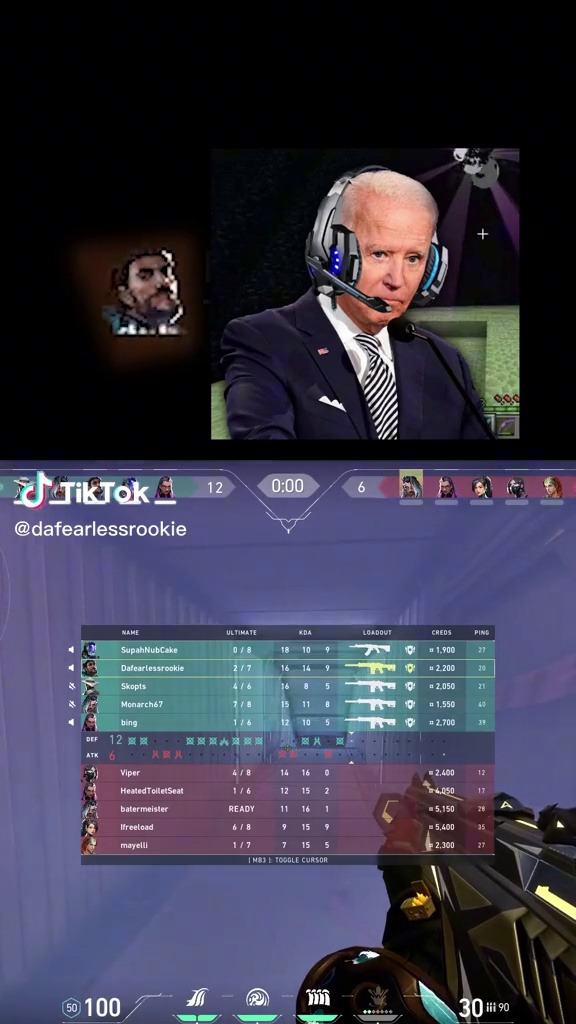 12 0:00 6
TikTok
@dafearlessrookie
NAME ULTIMATE KDA LOADOUT CREDS PING
SupahNubCake 0 / 8 18 10 9 1,900 27
Dafearlessrookie 2 / 7 16 14 9 2,200 20
Skopts 4 / 6 16 8 5 2,050 21
Monarch67 7 / 8 15 11 8 1,550 40
bing 1 / 6 12 10 5 2,700 39
DEF 12
ATK 6
Viper 4 / 8 14 16 0 2,400 12
HeatedToiletSeat 1 / 6 12 15 2 4,050 17
batermeister READY 11 16 1 5,150 28
lfreeload 6 / 8 9 15 9 5,400 35
mayelli 1 / 7 7 15 5 2,300 27
[ MB3 ]: TOGGLE CURSOR
A
50 100 30 90